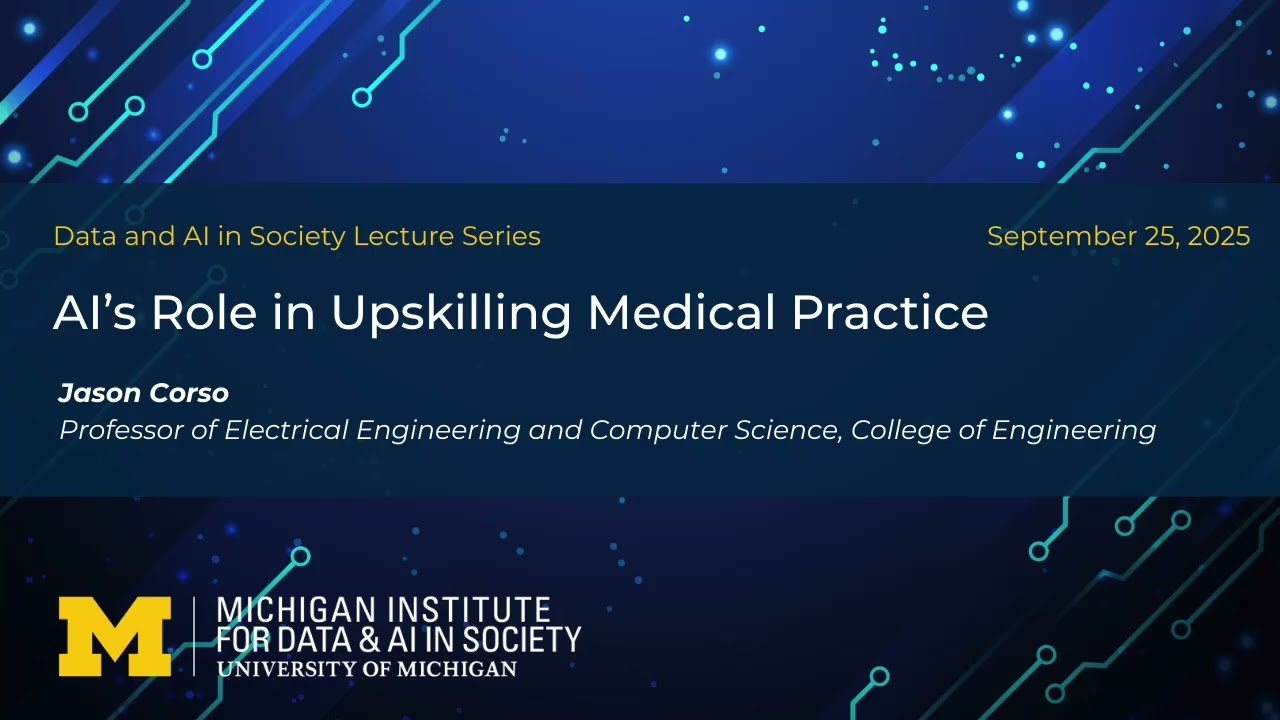 Data and AI in Society Lecture Series
September 25, 2025
AI’s Role in Upskilling Medical Practice
Jason Corso
Professor of Electrical Engineering and Computer Science, College of Engineering
M
MICHIGAN INSTITUTE
FOR DATA & AI IN SOCIETY
UNIVERSITY OF MICHIGAN